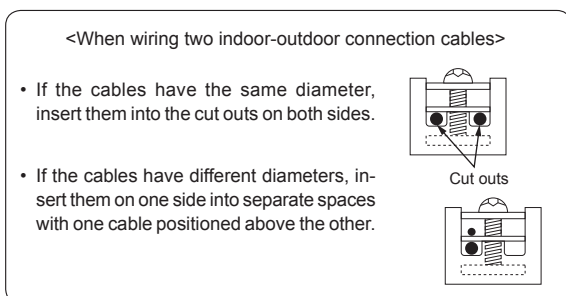 <When wiring two indoor-outdoor connection cables>
• If the cables have the same diameter,
insert them into the cut outs on both sides.
Cut outs
• If the cables have different diameters, in-
sert them on one side into separate spaces
with one cable positioned above the other.